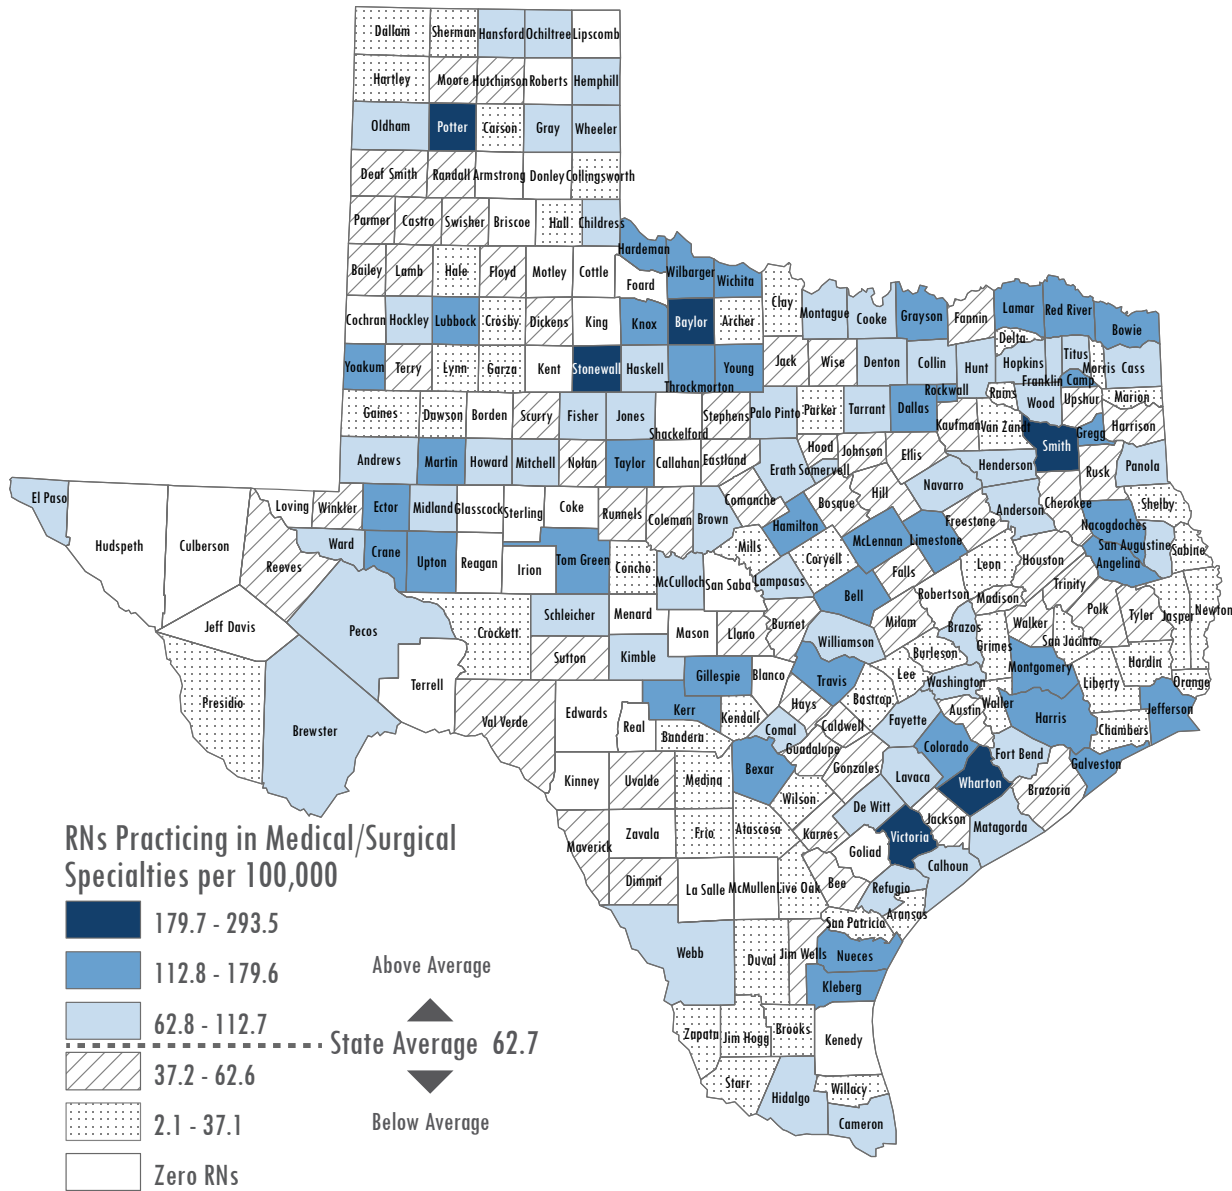 Dallam Sherman Hansford Ochiltree Lipscomb
Hartley Moore Hutchinson Roberts Hemphill
Oldham Potter Carson Gray Wheeler
Deaf Smith Randall Armstrong Donley Collingsworth
Parmer Castro Swisher Briscoe Hall Childress
Hardeman
Bailey Lamb Hale Floyd Motley Cottle Foard Wilbarger Wichita
Clay
Cochran Hockley Lubbock Crosby Dickens King Knox Baylor Archer Montague Cooke Grayson Fannin Lamar Red River Bowie
Delta
Yoakum Terry Lynn Garza Kent Stonewall Haskell Throckmorton Young Jack Wise Denton Collin Hunt Hopkins Franklin Titus Camp Morris Cass
Rockwall Rains Wood Upshur Marion
Gaines Dawson Borden Scurry Fisher Jones Shackelford Stephens Palo Pinto Parker Tarrant Dallas Kaufman Van Zandt Smith Gregg Harrison
Andrews Martin Howard Mitchell Nolan Taylor Callahan Eastland Erath Hood Somervell Johnson Ellis Henderson Rusk Panola
El Paso Hudspeth Culberson Reeves Loving Winkler Ector Midland Glasscock Sterling Coke Runnels Coleman Brown Comanche Hamilton Bosque Hill Navarro Freestone Anderson Cherokee Nacogdoches Shelby
Ward Crane Upton Reagan Irion Tom Green Concho McCulloch San Saba Mills Lampasas Coryell McLennan Limestone Falls Leon Houston Angelina San Augustine Sabine
Jeff Davis Pecos Crockett Schleicher Menard Mason Llano Burnet Bell Milam Robertson Madison Trinity Polk Tyler Jasper Newton
Presidio Brewster Terrell Sutton Kimble Gillespie Blanco Williamson Travis Burleson Brazos Grimes Walker San Jacinto Hardin
Val Verde Edwards Real Kerr Kendall Bandera Hays Comal Caldwell Bastrop Lee Washington Fayette Austin Waller Montgomery Liberty Orange
Kinney Uvalde Medina Bexar Guadalupe Gonzales Lavaca Colorado Fort Bend Harris Chambers Jefferson Galveston
Maverick Zavala Frio Atascosa Wilson Karnes De Witt Victoria Jackson Wharton Matagorda Brazoria
Dimmit La Salle McMullen Live Oak Bee Goliad Refugio Calhoun Aransas
Webb Duval Jim Wells San Patricia Nueces Kleberg
Zapata Jim Hogg Brooks Kenedy
Starr Hidalgo Willacy
Cameron
RNs Practicing in Medical/Surgical
Specialties per 100,000
179.7 - 293.5
112.8 - 179.6
Above Average
62.8 - 112.7
State Average 62.7
37.2 - 62.6
2.1 - 37.1
Below Average
Zero RNs